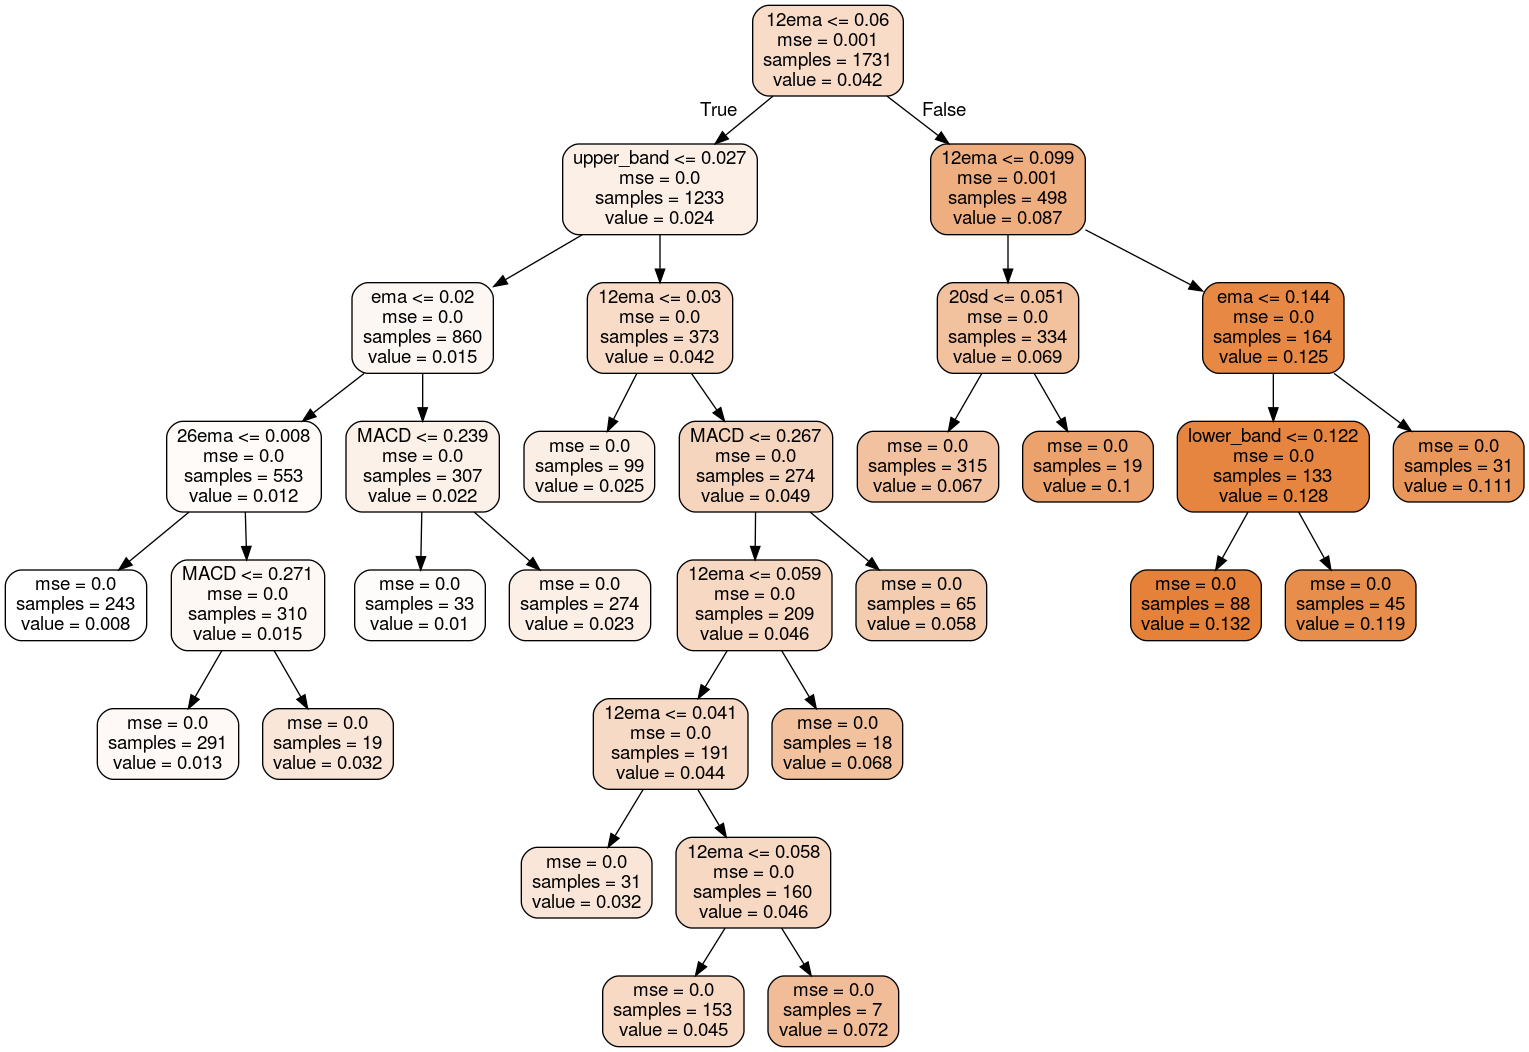 12ema <= 0.06
mse = 0.001
samples = 1731
value = 0.042
True
False
upper_band <= 0.027
mse = 0.0
samples = 1233
value = 0.024
12ema <= 0.099
mse = 0.001
samples = 498
value = 0.087
ema <= 0.02
mse = 0.0
samples = 860
value = 0.015
12ema <= 0.03
mse = 0.0
samples = 373
value = 0.042
20sd <= 0.051
mse = 0.0
samples = 334
value = 0.069
ema <= 0.144
mse = 0.0
samples = 164
value = 0.125
26ema <= 0.008
mse = 0.0
samples = 553
value = 0.012
MACD <= 0.239
mse = 0.0
samples = 307
value = 0.022
mse = 0.0
samples = 99
value = 0.025
MACD <= 0.267
mse = 0.0
samples = 274
value = 0.049
mse = 0.0
samples = 315
value = 0.067
mse = 0.0
samples = 19
value = 0.1
lower_band <= 0.122
mse = 0.0
samples = 133
value = 0.128
mse = 0.0
samples = 31
value = 0.111
mse = 0.0
samples = 243
value = 0.008
MACD <= 0.271
mse = 0.0
samples = 310
value = 0.015
mse = 0.0
samples = 33
value = 0.01
mse = 0.0
samples = 274
value = 0.023
12ema <= 0.059
mse = 0.0
samples = 209
value = 0.046
mse = 0.0
samples = 65
value = 0.058
mse = 0.0
samples = 88
value = 0.132
mse = 0.0
samples = 45
value = 0.119
mse = 0.0
samples = 291
value = 0.013
mse = 0.0
samples = 19
value = 0.032
12ema <= 0.041
mse = 0.0
samples = 191
value = 0.044
mse = 0.0
samples = 18
value = 0.068
mse = 0.0
samples = 31
value = 0.032
12ema <= 0.058
mse = 0.0
samples = 160
value = 0.046
mse = 0.0
samples = 153
value = 0.045
mse = 0.0
samples = 7
value = 0.072